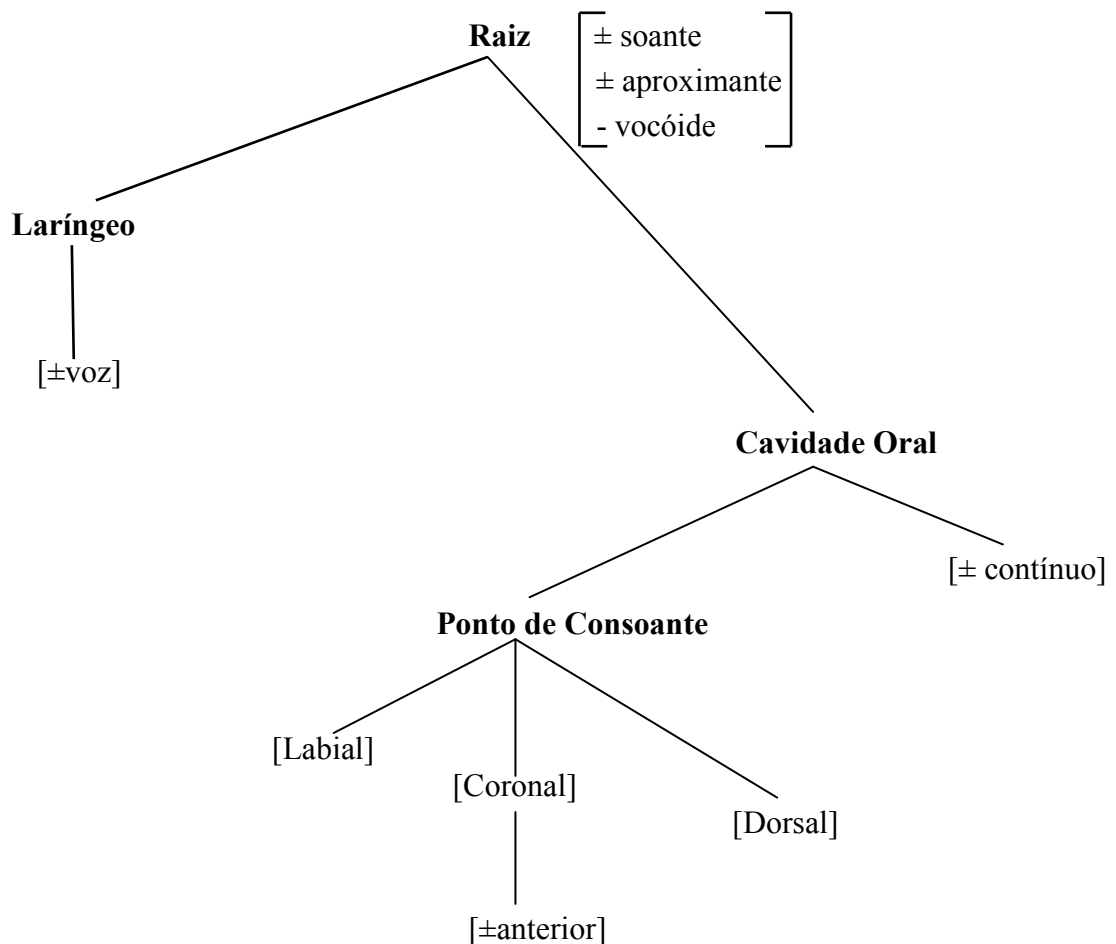 Raiz
± soante
± aproximante
- vocóide
Laríngeo
[±voz]
Cavidade Oral
[± contínuo]
Ponto de Consoante
[Labial]
[Coronal]
[Dorsal]
[±anterior]